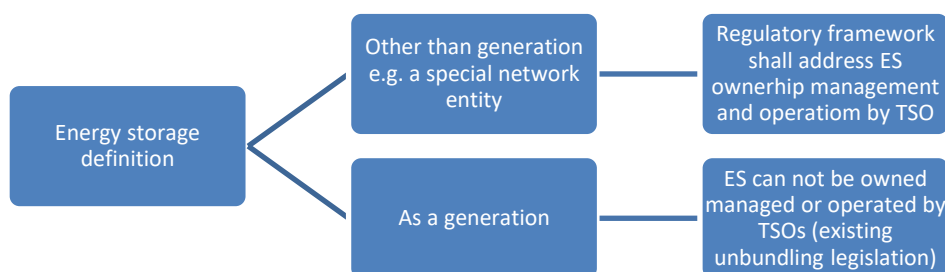 Energy storage
definition
Other than generation
e.g. a special network
entity
Regulatory framework
shall address ES
ownerhip management
and operatiom by TSO
As a generation
ES can not be owned
managed or operated by
TSOs (existing
unbundling legislation)